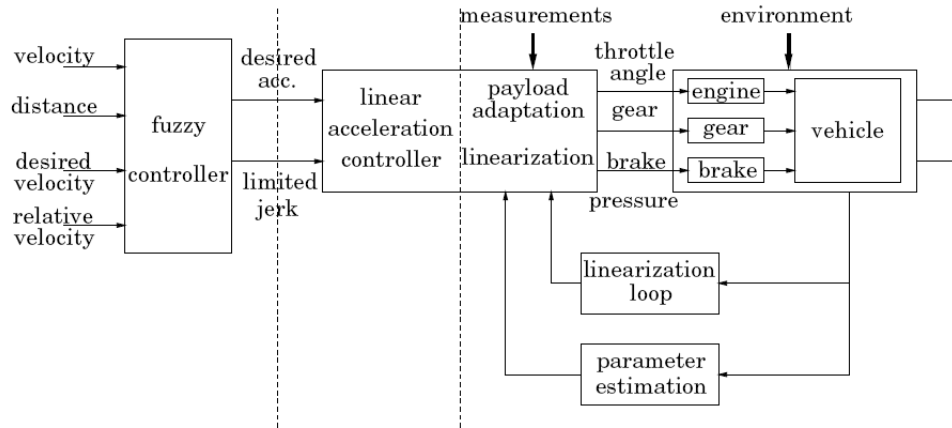 measurements
environment
velocity
distance
desired
velocity
relative
velocity
fuzzy
controller
desired
acc.
limited
jerk
linear
acceleration
controller
payload
adaptation
linearization
throttle
angle
gear
brake
pressure
engine
gear
brake
vehicle
linearization
loop
parameter
estimation